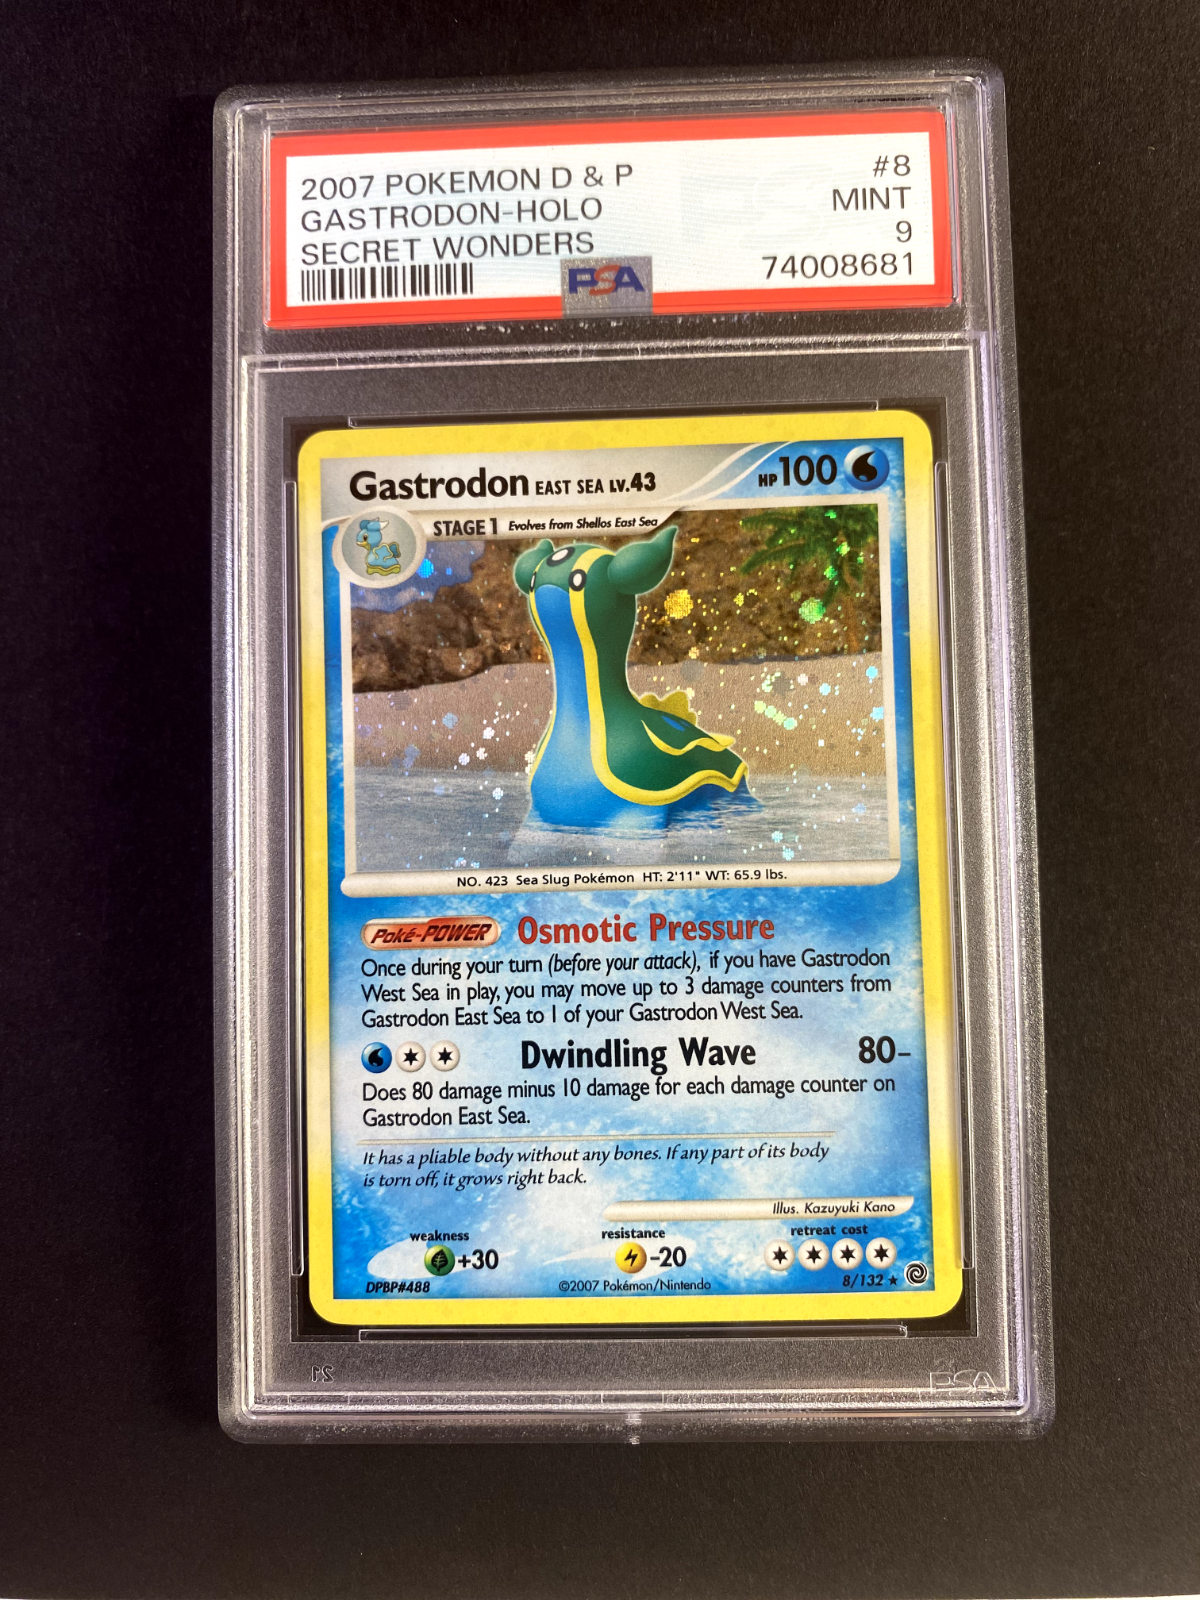 2007 POKEMON D & P #8
GASTRODON-HOLO MINT
SECRET WONDERS 9
PSA 74008681
Gastrodon EAST SEA LV.43 HP 100
STAGE 1 Evolves from Shellos East Sea
NO. 423 Sea Slug Pokémon HT: 2'11" WT: 65.9 lbs.
Poké-POWER Osmotic Pressure
Once during your turn (before your attack), if you have Gastrodon
West Sea in play, you may move up to 3 damage counters from
Gastrodon East Sea to 1 of your Gastrodon West Sea.
Dwindling Wave 80-
Does 80 damage minus 10 damage for each damage counter on
Gastrodon East Sea.
It has a pliable body without any bones. If any part of its body
is torn off, it grows right back.
Illus. Kazuyuki Kano
weakness resistance retreat cost
+30 -20
DPBP#488 ©2007 Pokémon/Nintendo 8/132 ★
PSA